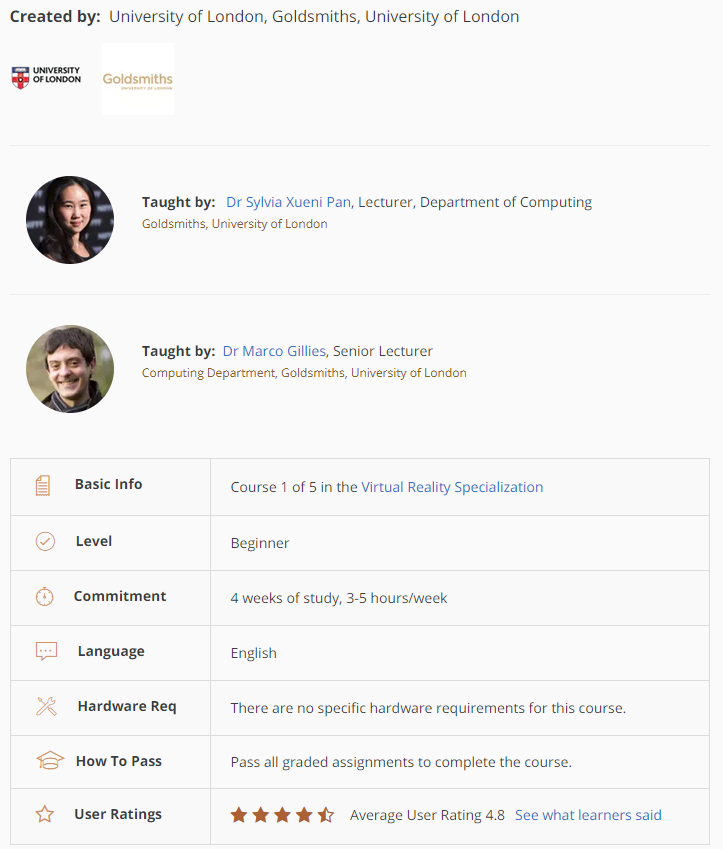 Created by: University of London, Goldsmiths, University of London
UNIVERSITY
OF LONDON
Goldsmiths
UNIVERSITY OF LONDON
Taught by: Dr Sylvia Xueni Pan, Lecturer, Department of Computing
Goldsmiths, University of London
Taught by: Dr Marco Gillies, Senior Lecturer
Computing Department, Goldsmiths, University of London
Basic Info Course 1 of 5 in the Virtual Reality Specialization
Level Beginner
Commitment 4 weeks of study, 3-5 hours/week
Language English
Hardware Req There are no specific hardware requirements for this course.
How To Pass Pass all graded assignments to complete the course.
User Ratings Average User Rating 4.8 See what learners said